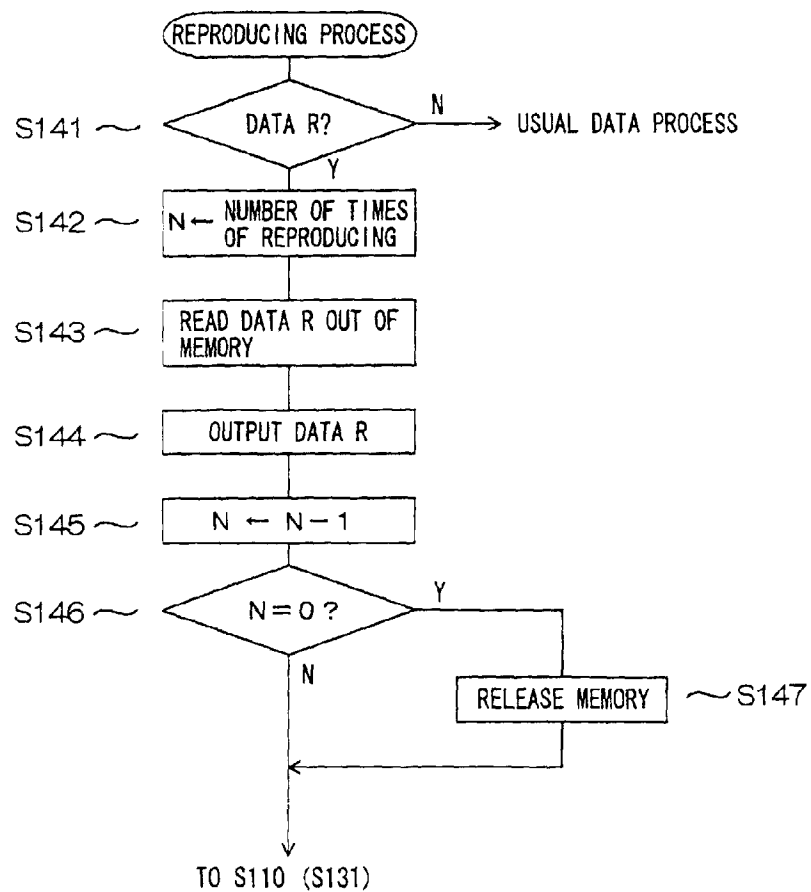 REPRODUCING PROCESS
S141 DATA R? N USUAL DATA PROCESS
Y
S142 N← NUMBER OF TIMES
OF REPRODUCING
S143 READ DATA R OUT OF
MEMORY
S144 OUTPUT DATA R
S145 N ← N-1
S146 N=0? Y
N
RELEASE MEMORY S147
TO S110 (S131)